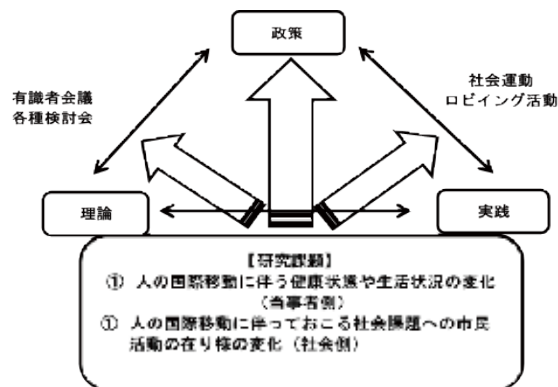 政策
有識者会議
各種検討会
社会運動
ロビイング活動
理論
実践
【研究課題】
① 人の国際移動に伴う健康状態や生活状況の変化
（当事者側）
① 人の国際移動に伴っておこる社会課題への市民
活動の在り様の変化（社会側）